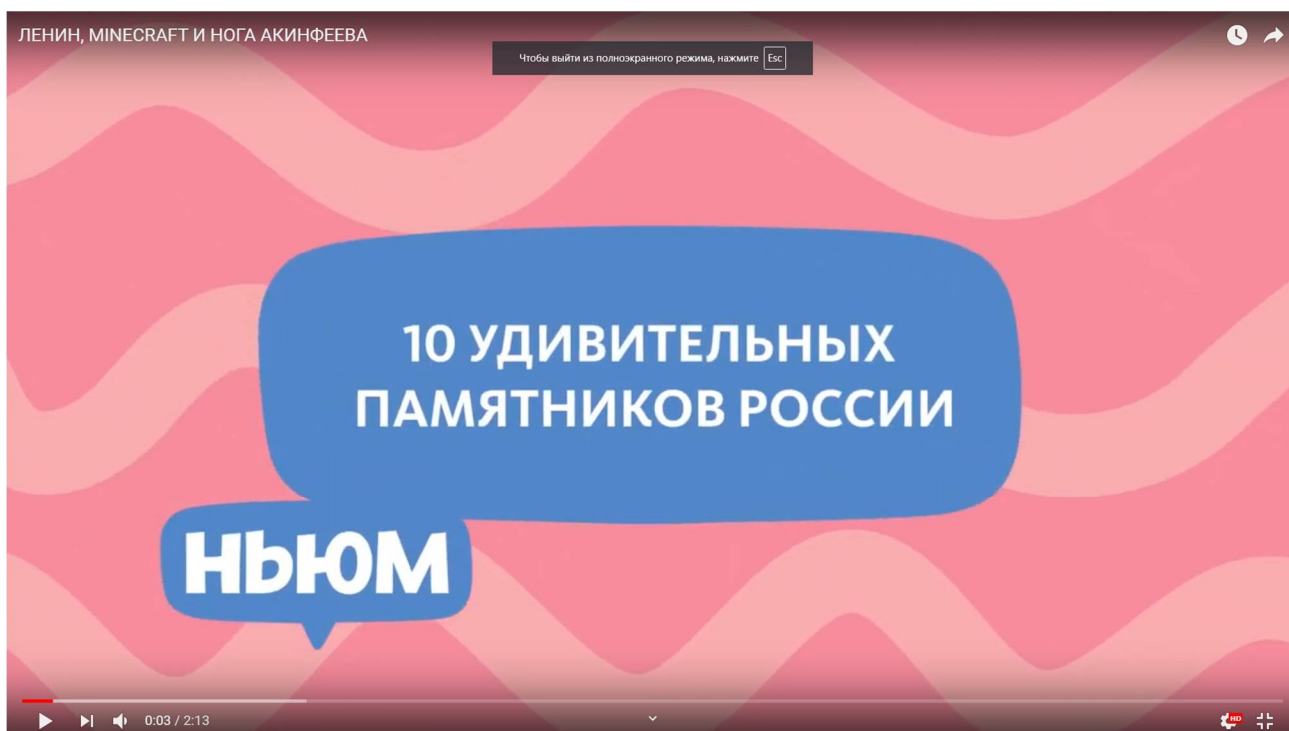 ЛЕНИН, MINECRAFT И НОГА АКИНФЕЕВА
Чтобы выйти из полноэкранного режима, нажмите Esc
10 УДИВИТЕЛЬНЫХ
ПАМЯТНИКОВ РОССИИ
НЬЮМ
0:03 / 2:13
HD